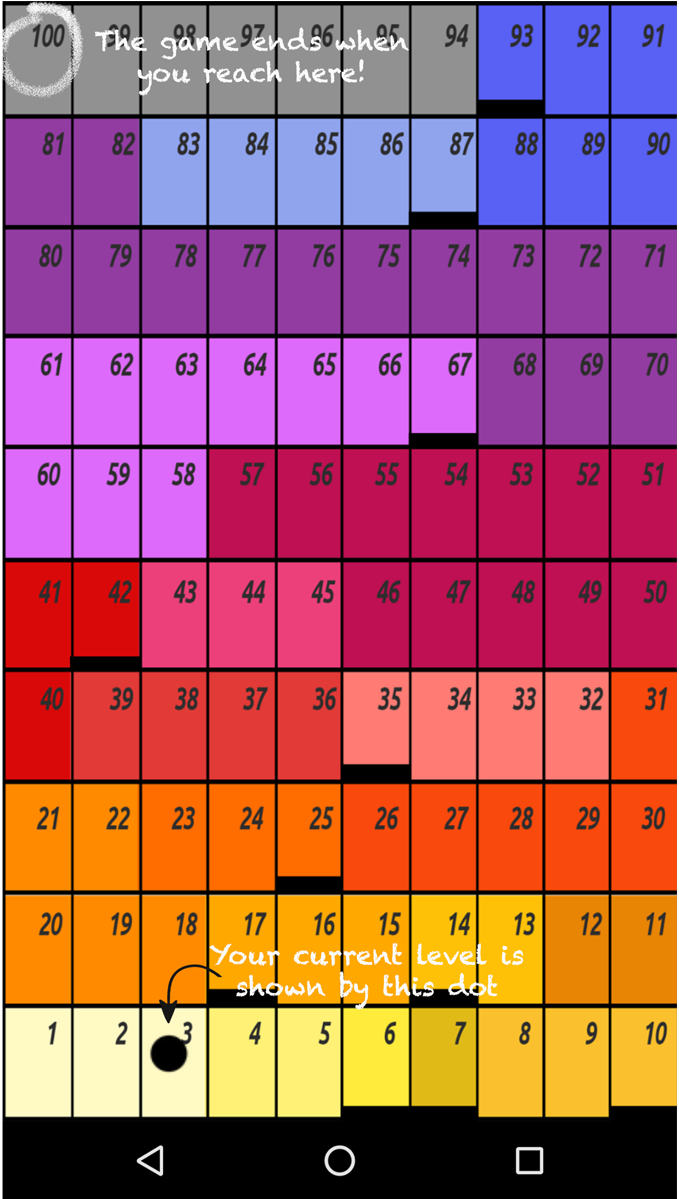 100 99 98 97 96 95 94 93 92 91
The game ends when
you reach here!
81 82 83 84 85 86 87 88 89 90
80 79 78 77 76 75 74 73 72 71
61 62 63 64 65 66 67 68 69 70
60 59 58 57 56 55 54 53 52 51
41 42 43 44 45 46 47 48 49 50
40 39 38 37 36 35 34 33 32 31
21 22 23 24 25 26 27 28 29 30
20 19 18 17 16 15 14 13 12 11
Your current level is
shown by this dot
1 2 3 4 5 6 7 8 9 10